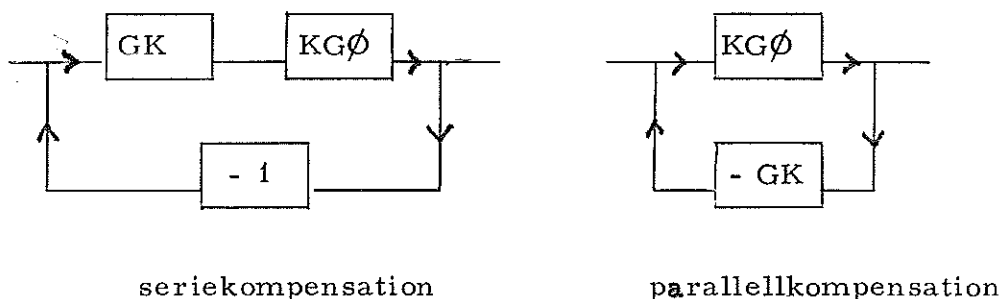 GK KGØ KGØ
- 1 - GK
seriekompensation parallellkompensation